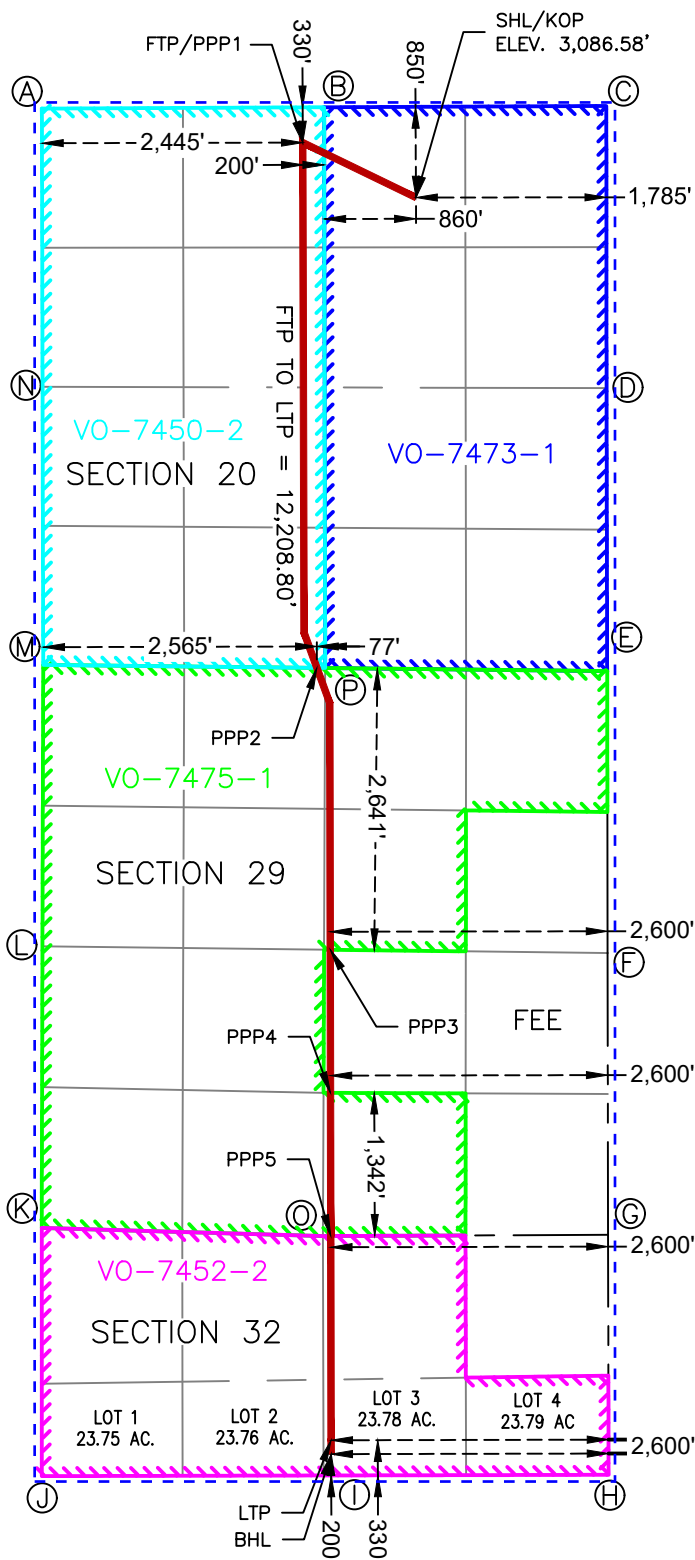 SHL/KOP
ELEV. 3,086.58'
FTP/PPP1
330'
850'
A
B
C
2,445'
200'
1,785'
860'
FTP TO LTP = 12,208.80'
N
D
VO-7450-2
SECTION 20
VO-7473-1
M
2,565'
77'
E
P
PPP2
VO-7475-1
2,641'
SECTION 29
2,600'
L
F
PPP3
FEE
PPP4
2,600'
1,342'
PPP5
K
O
G
2,600'
VO-7452-2
SECTION 32
LOT 1
23.75 AC.
LOT 2
23.76 AC.
LOT 3
23.78 AC.
LOT 4
23.79 AC
2,600'
J
I
H
LTP
BHL
200
330